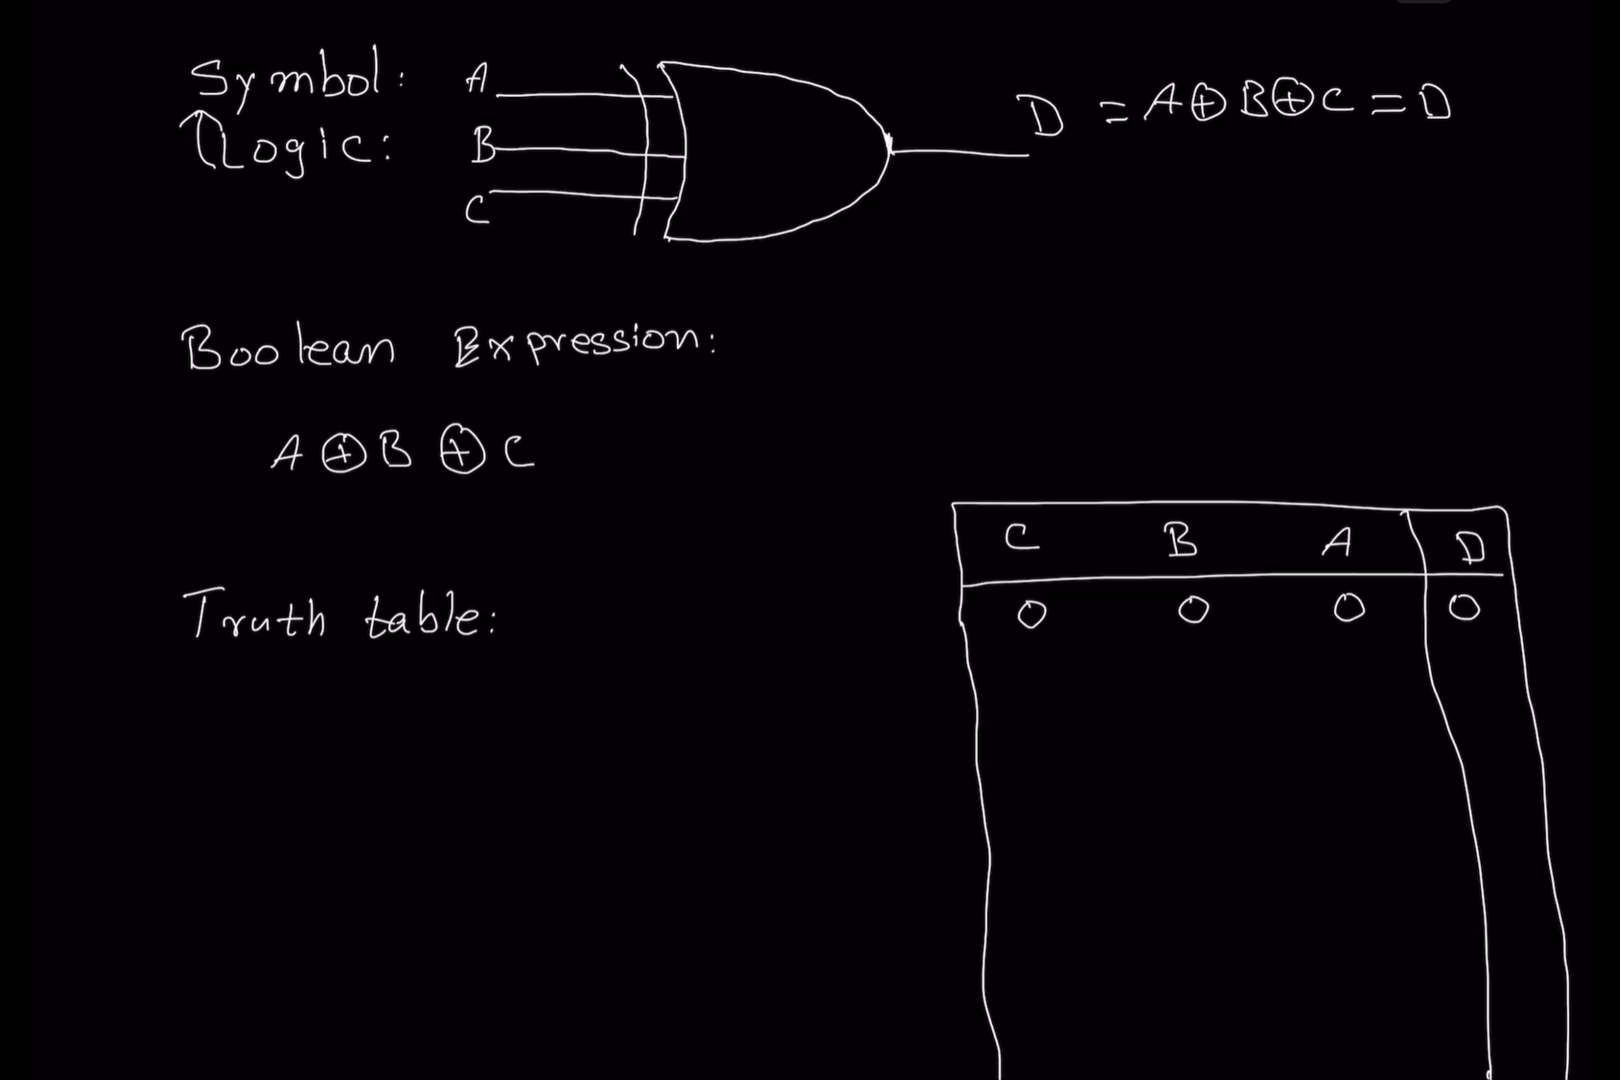 Symbol: A D = A⊕B⊕C = D
Logic: B
C
Boolean Expression:
A ⊕ B ⊕ C
C B A D
Truth table: 0 0 0 0